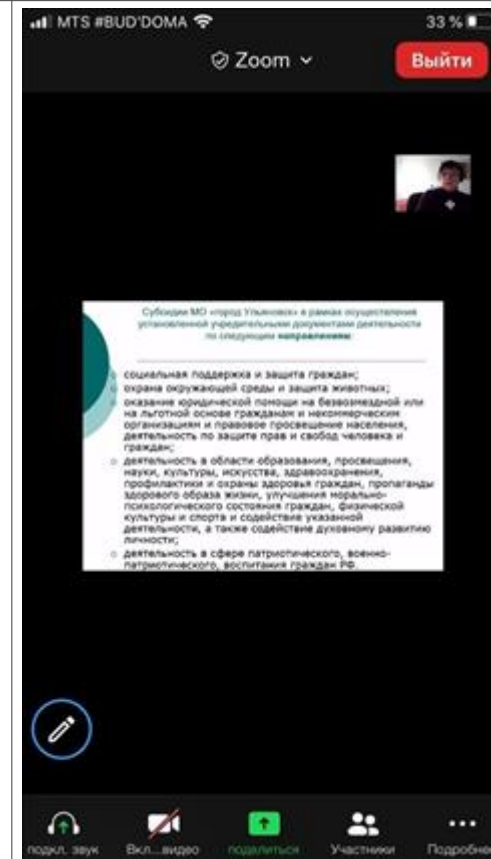 MTS #BUD'DOMA 33 %
Zoom Выйти
Субсидии МО «город Ульяновск» в рамках осуществления
установленной учредительными документами деятельности
по следующим направлениям:
социальная поддержка и защита граждан;
охрана окружающей среды и защита животных;
оказание юридической помощи на безвозмездной или
на льготной основе гражданам и некоммерческим
организациям и правовое просвещение населения,
деятельность по защите прав и свобод человека и
граждан;
деятельность в области образования, просвещения,
науки, культуры, искусства, здравоохранения,
профилактики и охраны здоровья граждан, пропаганды
здорового образа жизни, улучшения морально-
психологического состояния граждан, физической
культуры и спорта и содействие указанной
деятельности, а также содействие духовному развитию
личности;
деятельность в сфере патриотического, военно-
патриотического, воспитания граждан РФ.
подкл. звук Вкл...видео поделиться Участники Подробнее